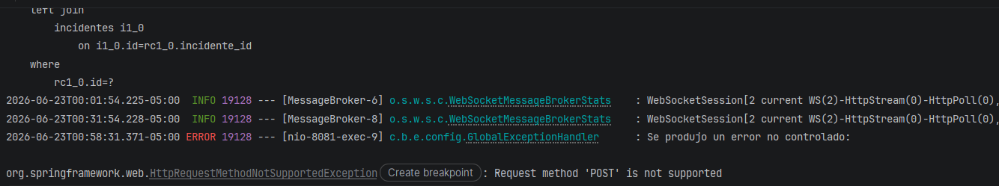 left join
incidentes i1_0
on i1_0.id=rc1_0.incidente_id
where
rc1_0.id=?
2026-06-23T00:01:54.225-05:00  INFO 19128 --- [MessageBroker-6] o.s.w.s.c.WebSocketMessageBrokerStats    : WebSocketSession[2 current WS(2)-HttpStream(0)-HttpPoll(0),
2026-06-23T00:31:54.228-05:00  INFO 19128 --- [MessageBroker-8] o.s.w.s.c.WebSocketMessageBrokerStats    : WebSocketSession[2 current WS(2)-HttpStream(0)-HttpPoll(0),
2026-06-23T00:58:31.371-05:00 ERROR 19128 --- [nio-8081-exec-9] c.b.e.config.GlobalExceptionHandler      : Se produjo un error no controlado:
org.springframework.web.HttpRequestMethodNotSupportedException Create breakpoint : Request method 'POST' is not supported